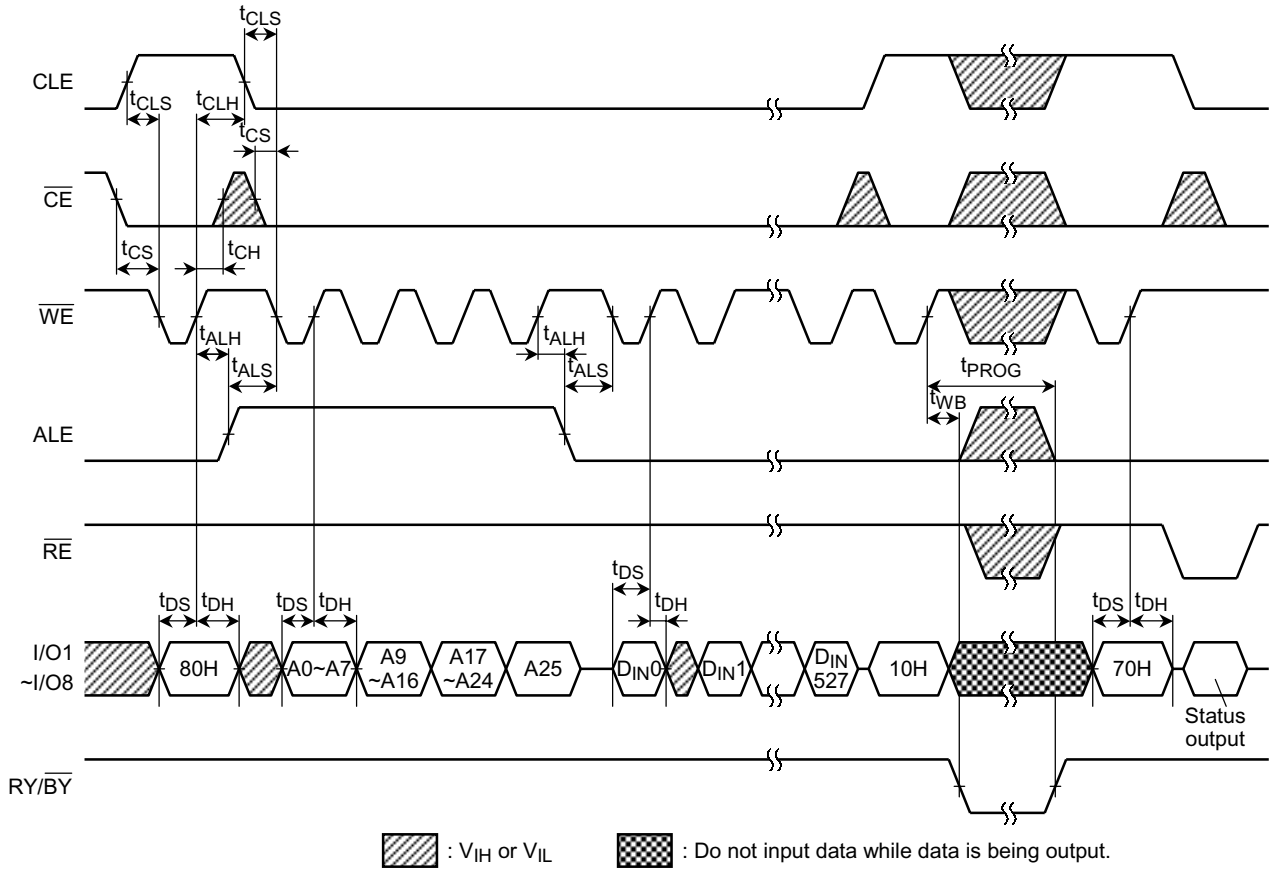 tCLS
CLE
tCLS tCLH
tCS
CE
tCS tCH
WE
tALH tALH
tALS tALS tPROG
tWB
ALE
RE
tDS
tDS tDH tDS tDH tDH tDS tDH
I/O1
~I/O8
80H A0~A7 A9
~A16 A17
~A24 A25 DIN0 DIN1 DIN
527 10H 70H
Status
output
RY/BY
: VIH or VIL : Do not input data while data is being output.